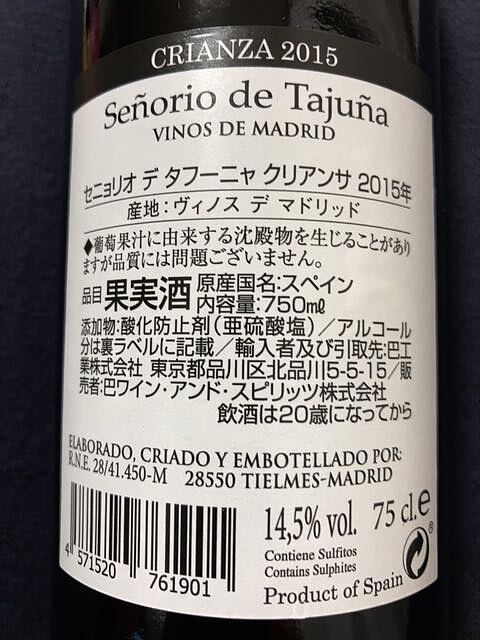 CRIANZA 2015
Señorio de Tajuña
VINOS DE MADRID
セニョリオ デ タフーニャ クリアンサ 2015年
産地:ヴィノス デ マドリッド
◆葡萄果汁に由来する沈殿物を生じることがあり
ますが品質には問題ございません。
品目 果実酒 原産国名:スペイン
内容量:750mℓ
添加物:酸化防止剤(亜硫酸塩)/アルコール
分は裏ラベルに記載/輸入者及び引取先:巴工
業株式会社 東京都品川区北品川5-5-15/販
売者:巴ワイン・アンド・スピリッツ株式会社
飲酒は20歳になってから
ELABORADO, CRIADO Y EMBOTELLADO POR:
R.N.E. 28/41.450-M 28550 TIELMES-MADRID
14,5% vol. 75 cl.e
Contiene Sulfitos
Contains Sulphites
Product of Spain
®
4 571520 761901